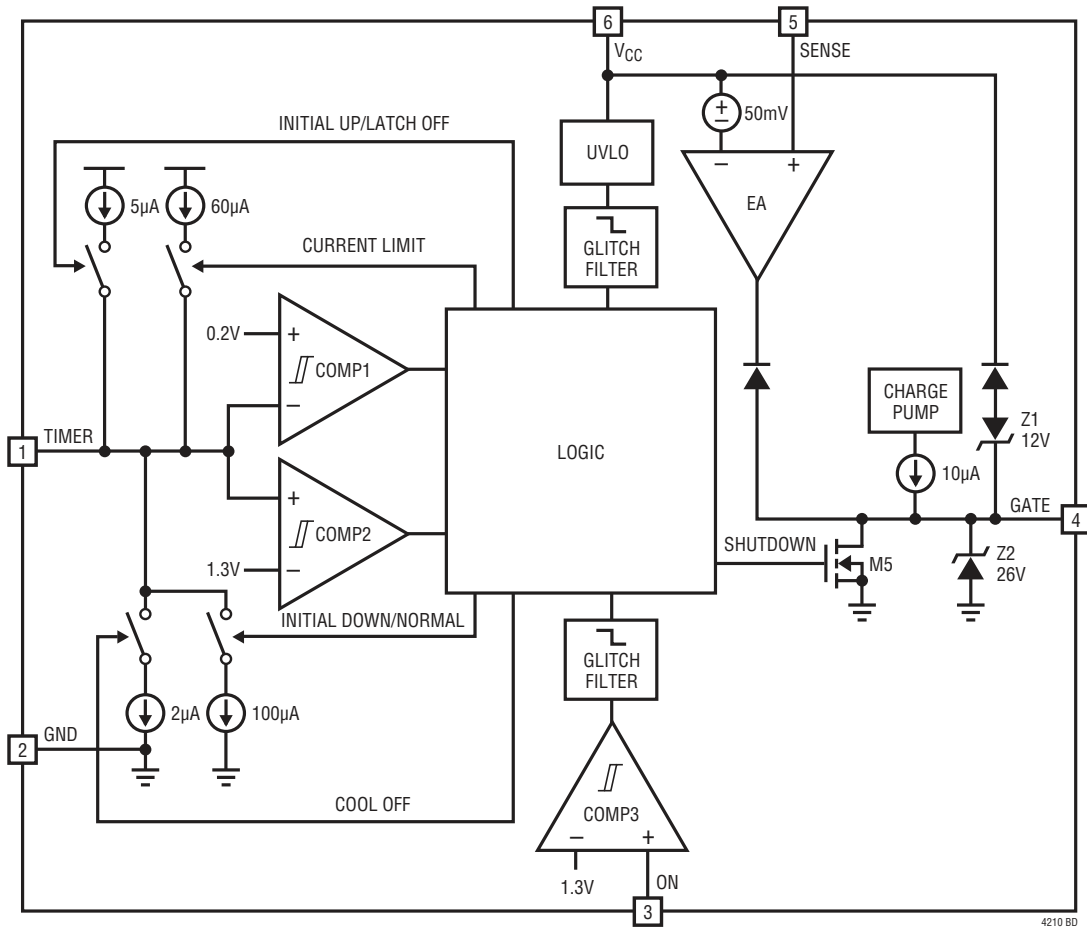 6
5
VCC
SENSE
50mV
+
−
INITIAL UP/LATCH OFF
UVLO
−
+
EA
5µA
60µA
GLITCH
FILTER
CURRENT LIMIT
0.2V
+
COMP1
−
CHARGE
PUMP
Z1
12V
1
TIMER
LOGIC
10µA
GATE
4
+
COMP2
1.3V
−
SHUTDOWN
M5
Z2
26V
INITIAL DOWN/NORMAL
GLITCH
FILTER
2µA
100µA
2
GND
COOL OFF
COMP3
−
+
1.3V
ON
3
4210 BD